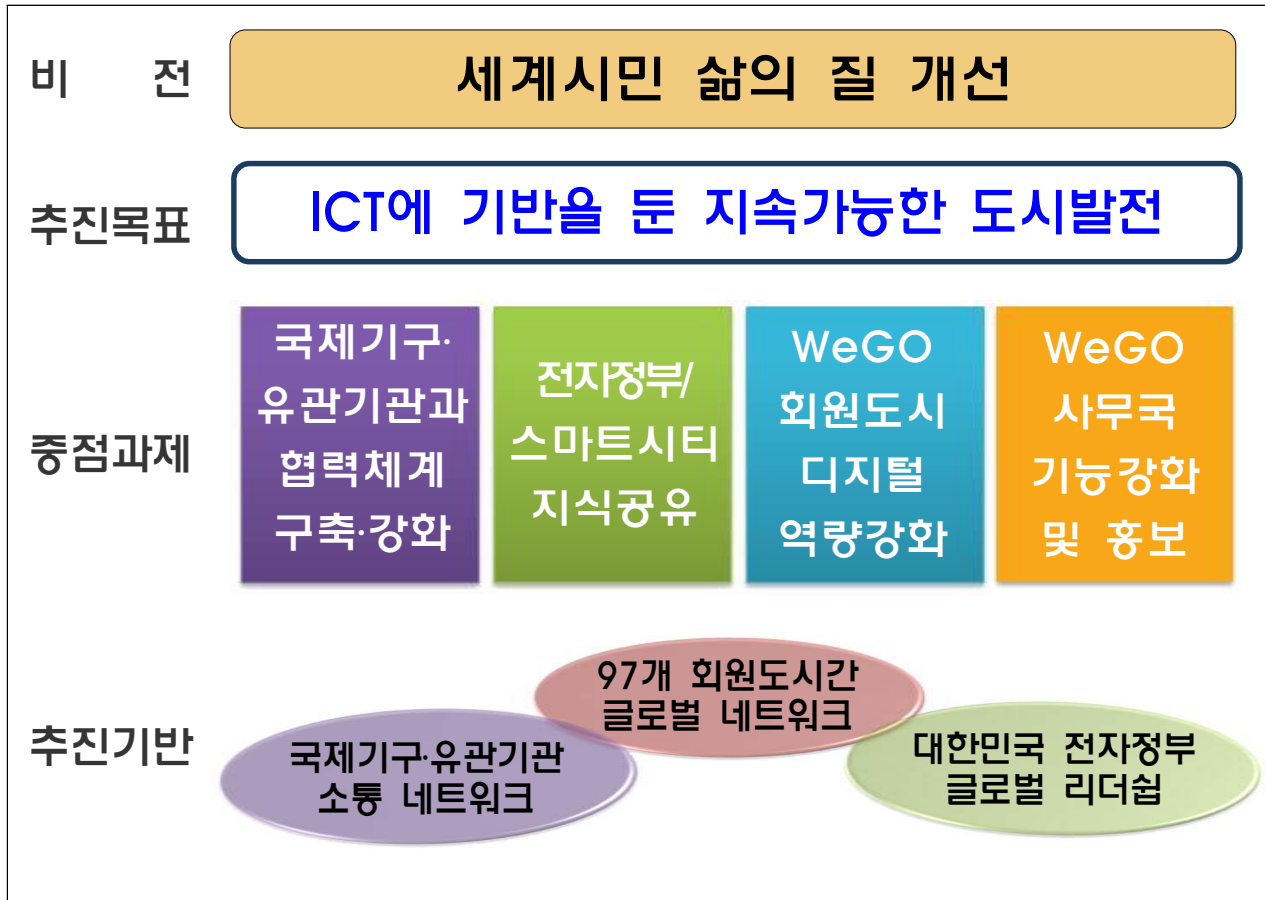 비 전
세계시민 삶의 질 개선
추진목표
ICT에 기반을 둔 지속가능한 도시발전
중점과제
국제기구·
유관기관과
협력체계
구축·강화
전자정부/
스마트시티
지식공유
WeGO
회원도시
디지털
역량강화
WeGO
사무국
기능강화
및 홍보
추진기반
국제기구·유관기관
소통 네트워크
97개 회원도시간
글로벌 네트워크
대한민국 전자정부
글로벌 리더쉽